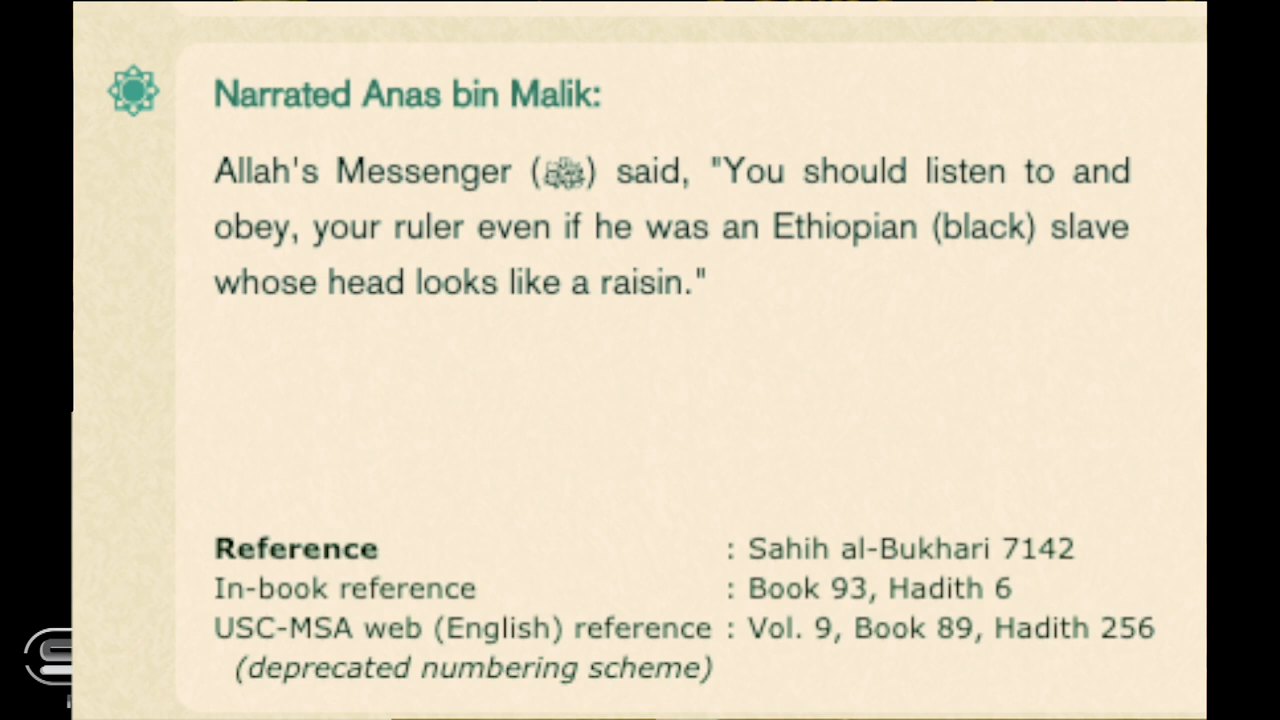 Narrated Anas bin Malik:
Allah's Messenger (ﷺ) said, "You should listen to and
obey, your ruler even if he was an Ethiopian (black) slave
whose head looks like a raisin."
Reference : Sahih al-Bukhari 7142
In-book reference : Book 93, Hadith 6
USC-MSA web (English) reference : Vol. 9, Book 89, Hadith 256
(deprecated numbering scheme)